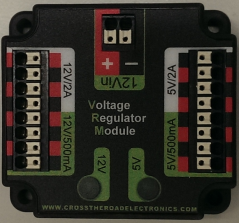 12Vin
+ -
12V/2A
5V/2A
Voltage
Regulator
Module
12V/500mA
5V/500mA
12V
5V
WWW.CROSSTHEROADELECTRONICS.COM